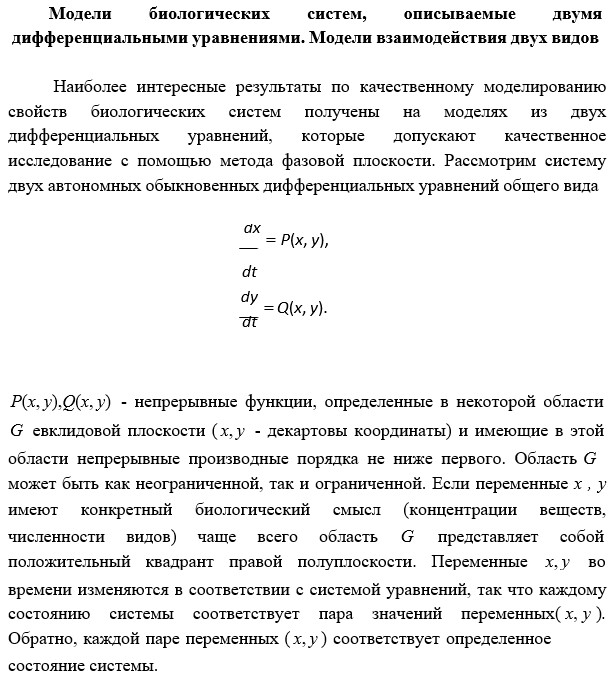 Модели биологических систем, описываемые двумя
дифференциальными уравнениями. Модели взаимодействия двух видов
Наиболее интересные результаты по качественному моделированию
свойств биологических систем получены на моделях из двух
дифференциальных уравнений, которые допускают качественное
исследование с помощью метода фазовой плоскости. Рассмотрим систему
двух автономных обыкновенных дифференциальных уравнений общего вида
dx
— = P(x, y),
dt
dy
— = Q(x, y).
dt
P(x, y),Q(x, y) - непрерывные функции, определенные в некоторой области
G евклидовой плоскости ( x, y - декартовы координаты) и имеющие в этой
области непрерывные производные порядка не ниже первого. Область G
может быть как неограниченной, так и ограниченной. Если переменные x , y
имеют конкретный биологический смысл (концентрации веществ,
численности видов) чаще всего область G представляет собой
положительный квадрант правой полуплоскости. Переменные x, y во
времени изменяются в соответствии с системой уравнений, так что каждому
состоянию системы соответствует пара значений переменных( x, y ).
Обратно, каждой паре переменных ( x, y ) соответствует определенное
состояние системы.